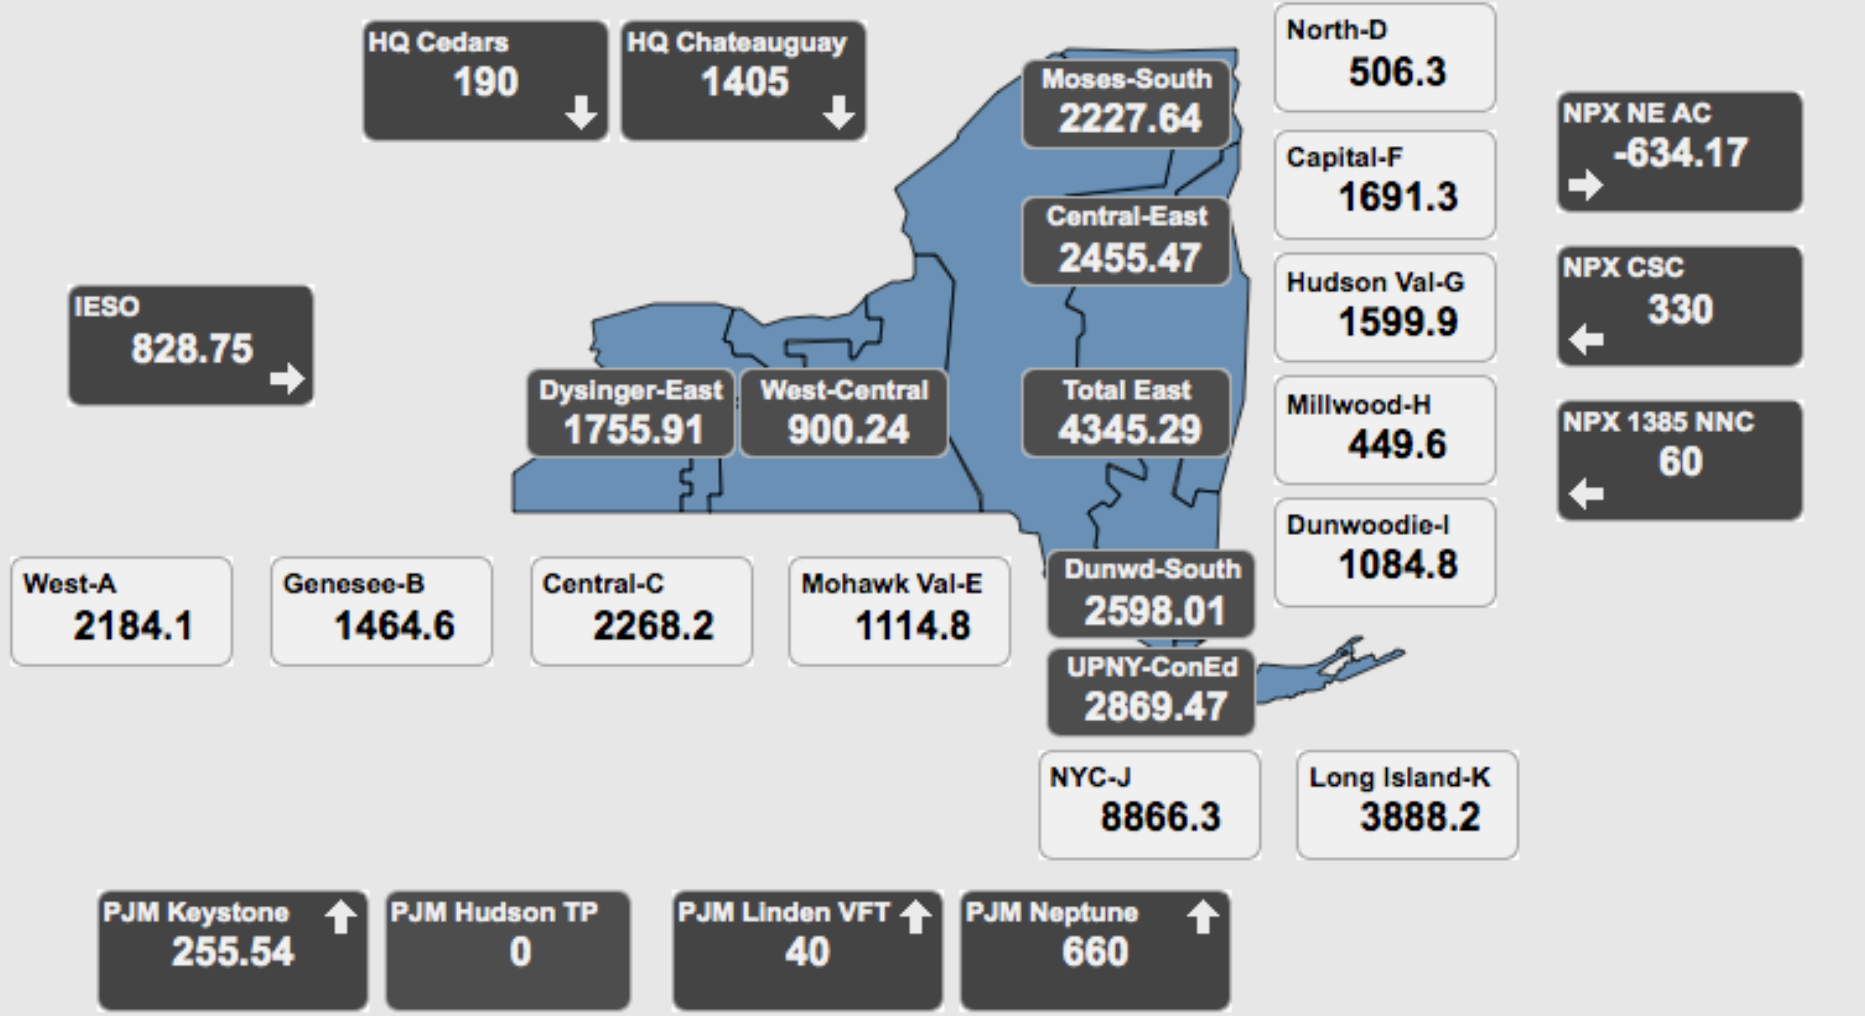 HQ Cedars
190
HQ Chateauguay
1405
Moses-South
2227.64
North-D
506.3
NPX NE AC
-634.17
Capital-F
1691.3
Central-East
2455.47
Hudson Val-G
1599.9
NPX CSC
330
IESO
828.75
Dysinger-East
1755.91
West-Central
900.24
Total East
4345.29
Millwood-H
449.6
NPX 1385 NNC
60
Dunwoodie-I
1084.8
West-A
2184.1
Genesee-B
1464.6
Central-C
2268.2
Mohawk Val-E
1114.8
Dunwd-South
2598.01
UPNY-ConEd
2869.47
NYC-J
8866.3
Long Island-K
3888.2
PJM Keystone
255.54
PJM Hudson TP
0
PJM Linden VFT
40
PJM Neptune
660